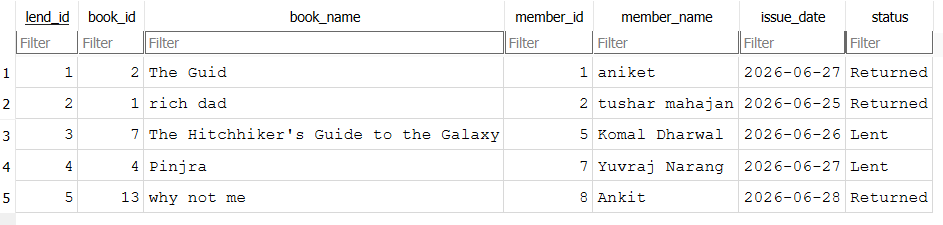 lend_id book_id book_name member_id member_name issue_date status
Filter Filter Filter Filter Filter Filter Filter
1 1 2 The Guid 1 aniket 2026-06-27 Returned
2 2 1 rich dad 2 tushar mahajan 2026-06-25 Returned
3 3 7 The Hitchhiker's Guide to the Galaxy 5 Komal Dharwal 2026-06-26 Lent
4 4 4 Pinjra 7 Yuvraj Narang 2026-06-27 Lent
5 5 13 why not me 8 Ankit 2026-06-28 Returned